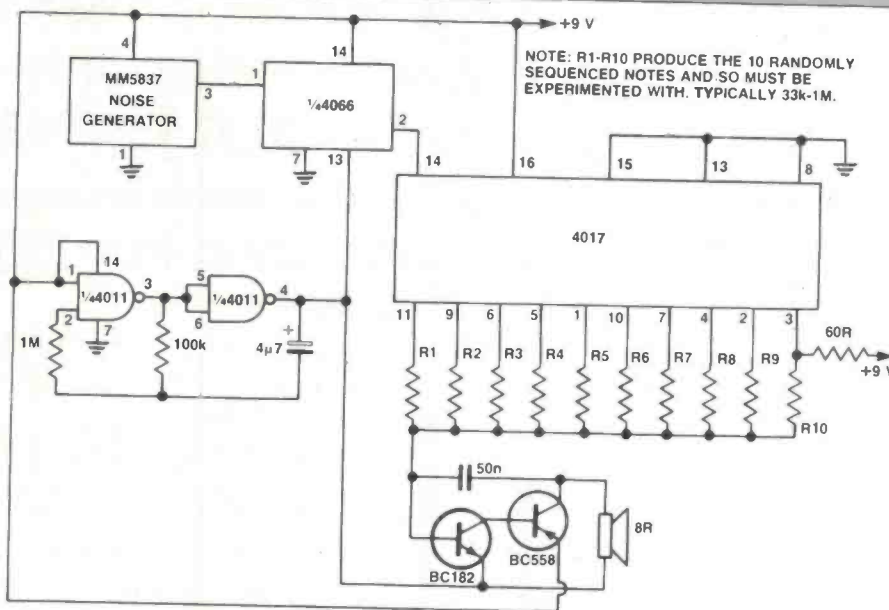 +9 V
NOTE: R1-R10 PRODUCE THE 10 RANDOMLY
SEQUENCED NOTES AND SO MUST BE
EXPERIMENTED WITH. TYPICALLY 33k-1M.
4
MM5837
NOISE
GENERATOR
3
1
1
14
¼4066
2
7
13
14
16
15
13
8
4017
1
14
¼4011
3
2
7
5
6
¼4011
4
1M
100k
+
4µ7
11
9
6
5
1
10
7
4
2
3
R1
R2
R3
R4
R5
R6
R7
R8
R9
R10
60R
+9 V
50n
BC182
BC558
8R